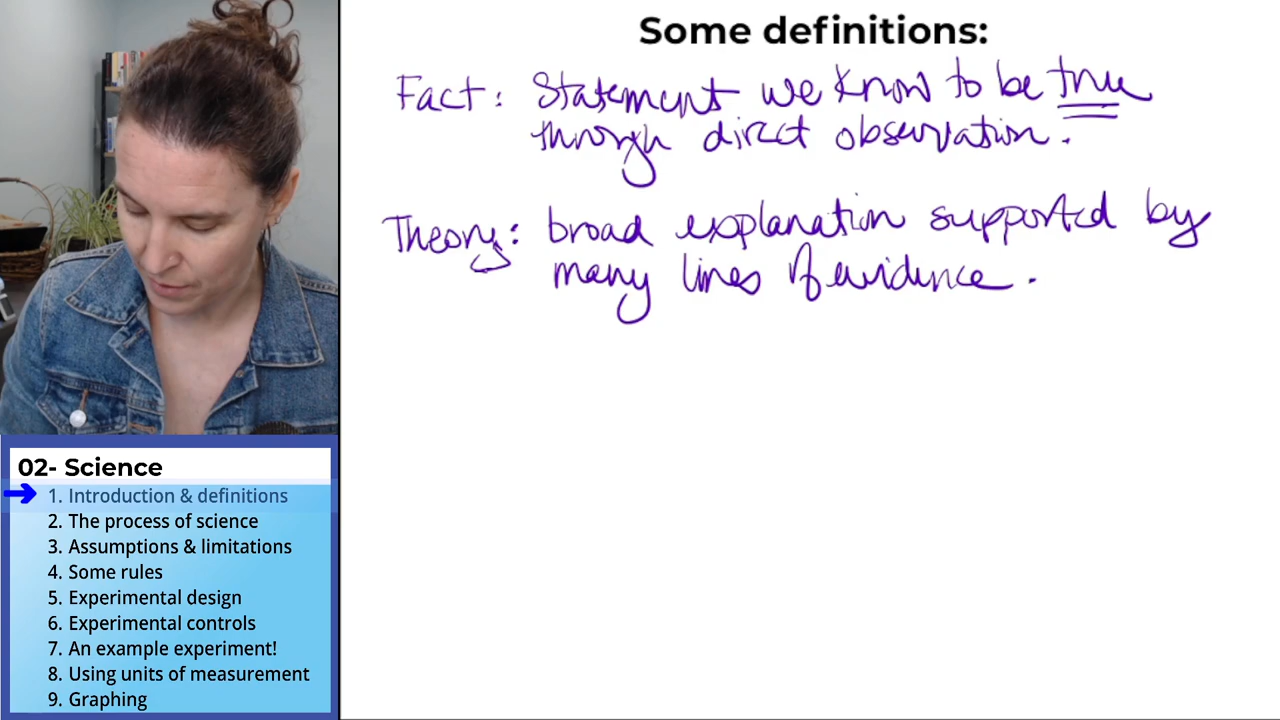 Some definitions:
Fact: Statement we know to be true
through direct observation.
Theory: broad explanation supported by
many lines of evidence.
02- Science
1. Introduction & definitions
2. The process of science
3. Assumptions & limitations
4. Some rules
5. Experimental design
6. Experimental controls
7. An example experiment!
8. Using units of measurement
9. Graphing